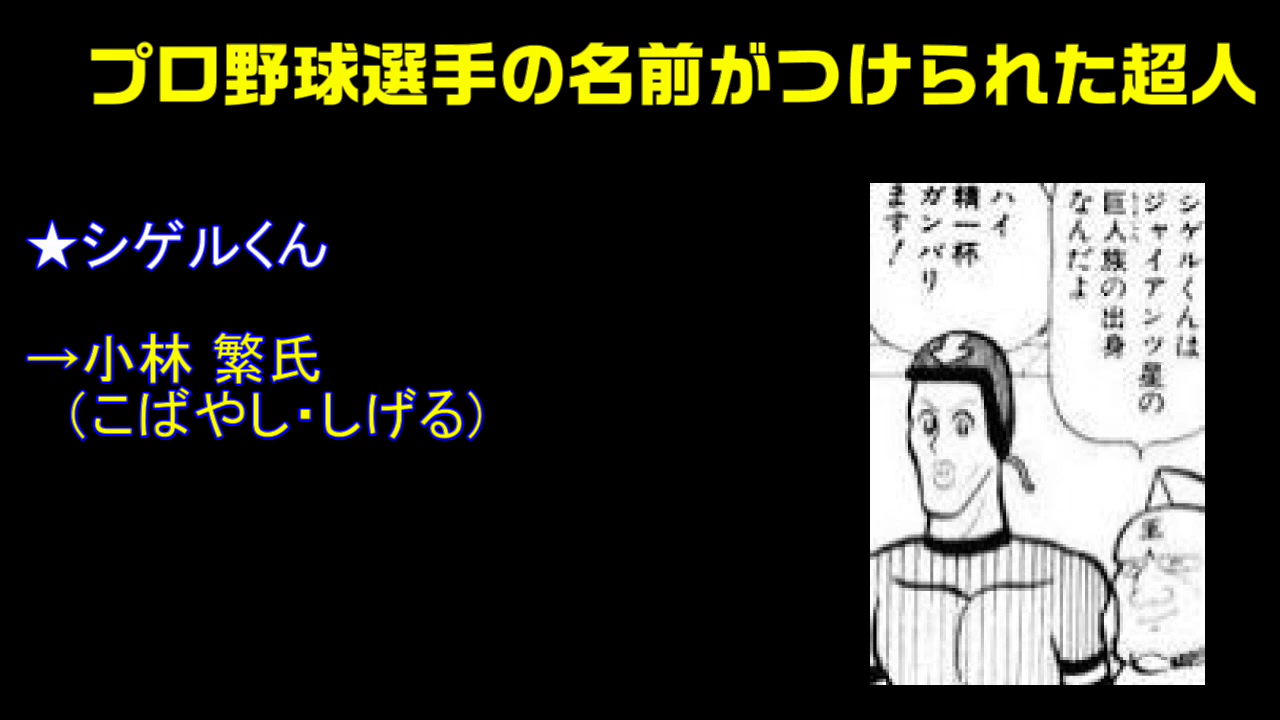 プロ野球選手の名前がつけられた超人
★シゲルくん
→小林 繁氏
(こばやし・しげる)
シゲルくんは
ジャイアンツ星の
巨人族の出身
なんだよ
ハイ
精一杯
ガンバリ
ます!